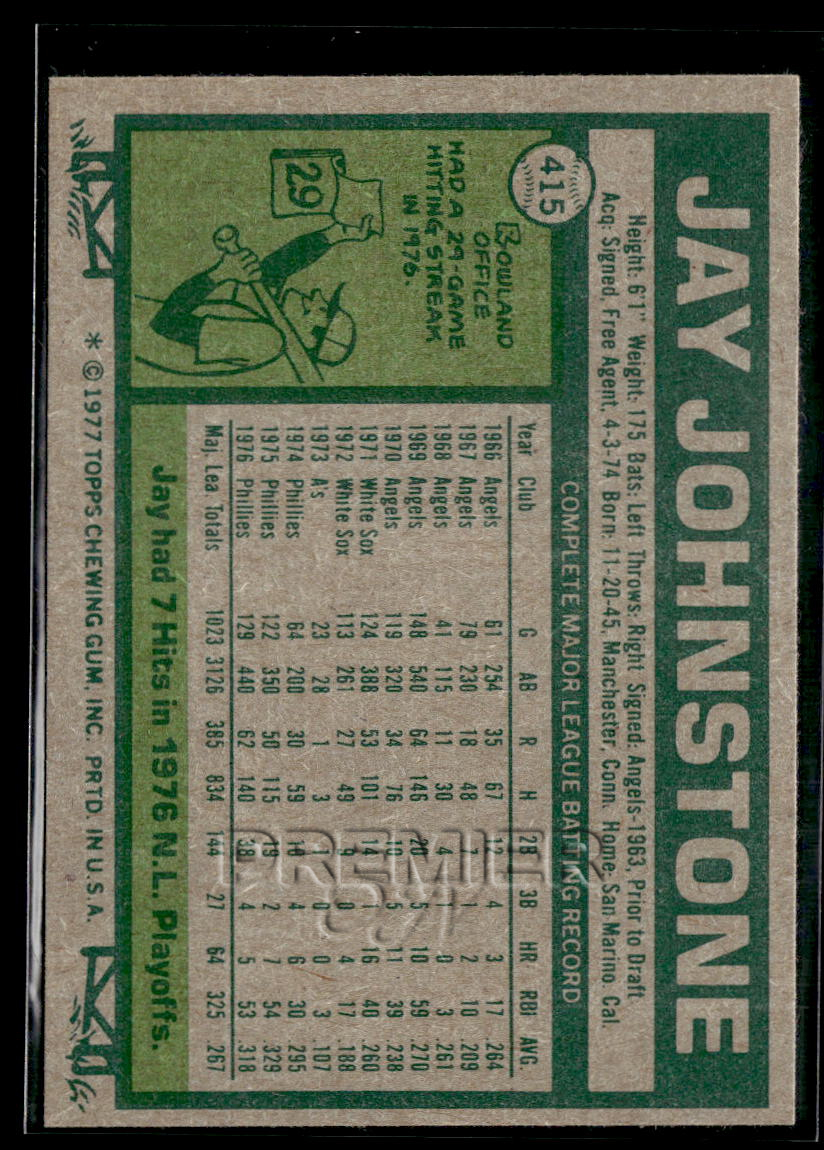 JAY JOHNSTONE
415
Height: 6'1" Weight: 175 Bats: Left Throws: Right Signed: Angels-1963, Prior to Draft
Acq: Signed, Free Agent, 4-3-74 Born: 11-20-45, Manchester, Conn. Home: San Marino, Cal.
BOWLAND
OFFICE
HAD A 29-GAME
HITTING STREAK
IN 1976.
29
COMPLETE MAJOR LEAGUE BATTING RECORD
Year Club G AB R H 2B 3B HR RBI AVG.
1966 Angels 61 254 35 67 12 4 3 17 .264
1967 Angels 79 230 18 48 7 1 2 10 .209
1968 Angels 41 115 11 30 4 1 0 3 .261
1969 Angels 148 540 64 146 20 5 10 59 .270
1970 Angels 119 320 34 76 10 5 11 39 .238
1971 White Sox 124 388 53 101 14 1 16 40 .260
1972 White Sox 113 261 27 49 9 0 4 17 .188
1973 A's 23 28 1 3 1 0 0 3 .107
1974 Phillies 64 200 30 59 10 4 6 30 .295
1975 Phillies 122 350 50 115 19 2 7 54 .329
1976 Phillies 129 440 62 140 38 4 5 53 .318
Maj. Lea Totals 1023 3126 385 834 144 27 64 325 .267
Jay had 7 Hits in 1976 N.L. Playoffs.
* © 1977 TOPPS CHEWING GUM, INC. PRTD. IN U.S.A.
PREMIER